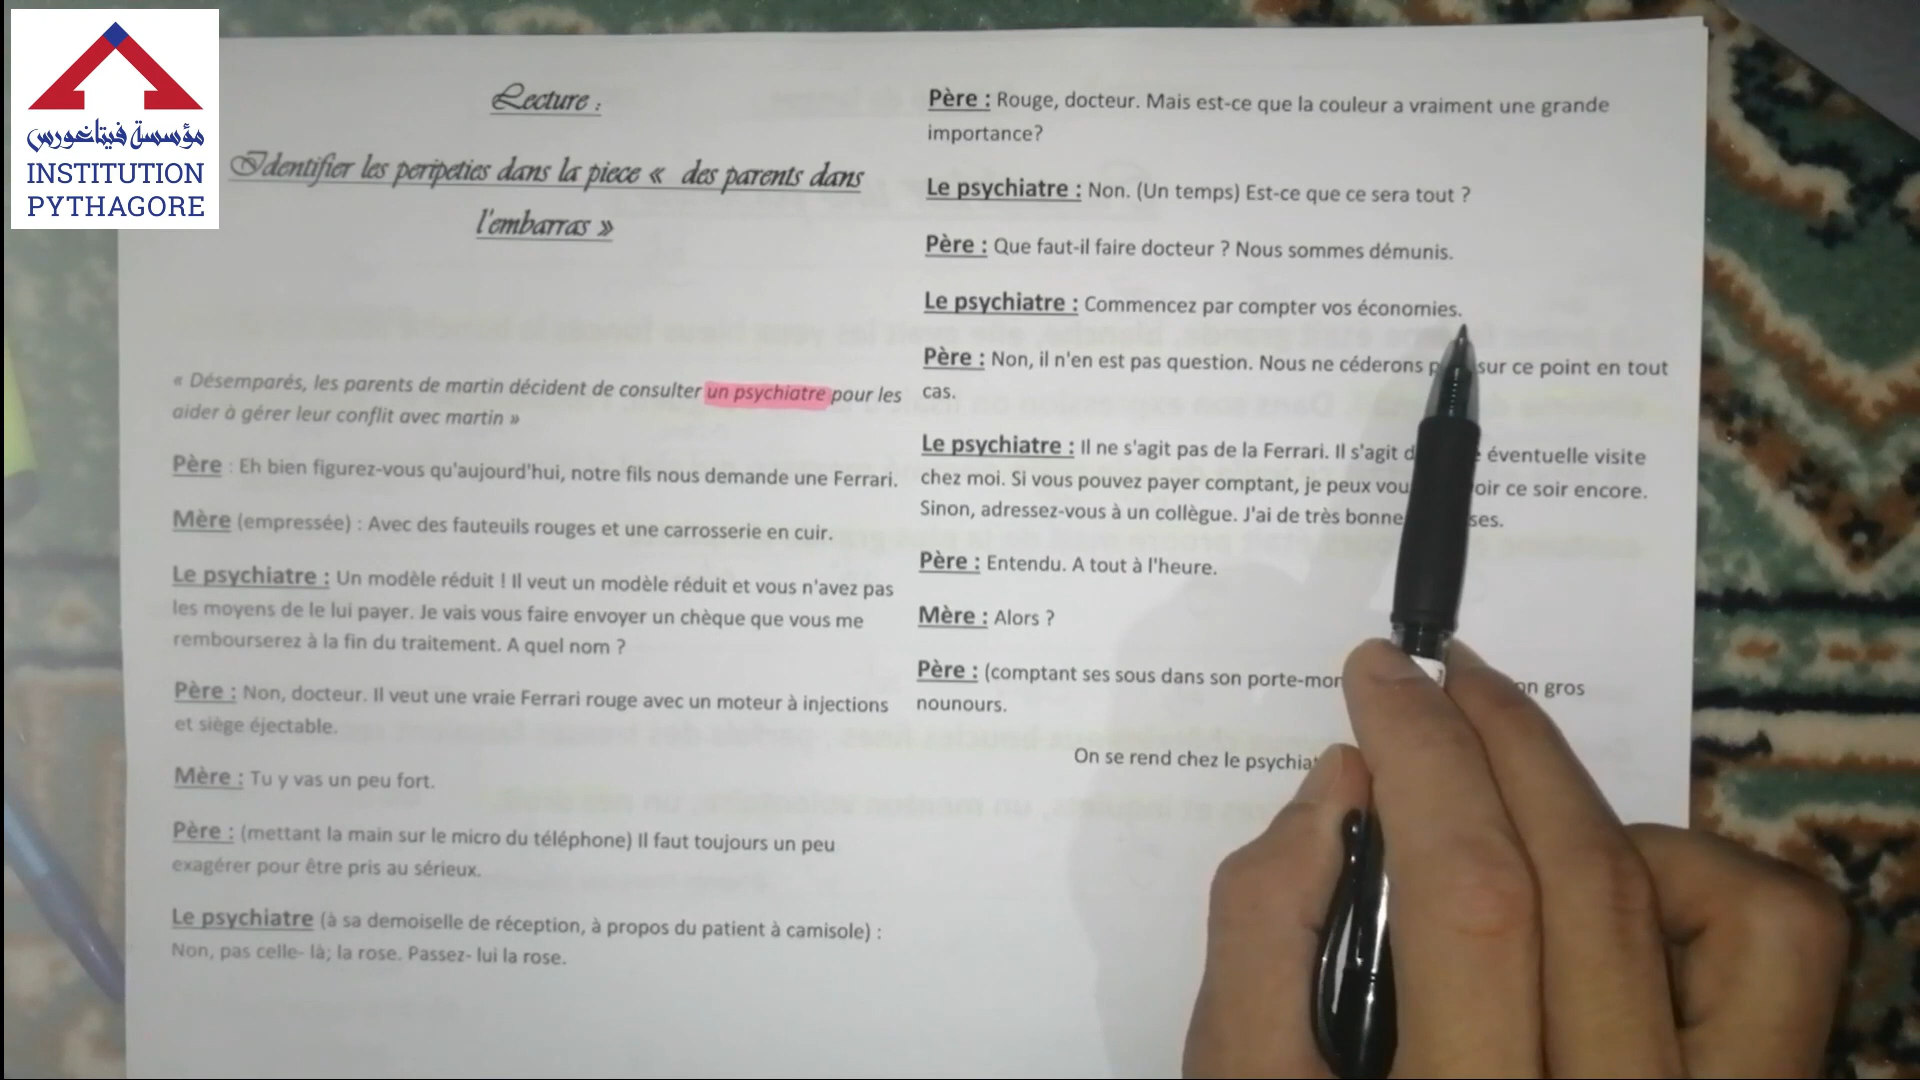 مؤسسة فيتاغورس
INSTITUTION
PYTHAGORE
Lecture :
Identifier les peripeties dans la piece « des parents dans
l'embarras »
« Désemparés, les parents de martin décident de consulter un psychiatre pour les
aider à gérer leur conflit avec martin »
Père : Eh bien figurez-vous qu'aujourd'hui, notre fils nous demande une Ferrari.
Mère (empressée) : Avec des fauteuils rouges et une carrosserie en cuir.
Le psychiatre : Un modèle réduit ! Il veut un modèle réduit et vous n'avez pas
les moyens de le lui payer. Je vais vous faire envoyer un chèque que vous me
rembourserez à la fin du traitement. A quel nom ?
Père : Non, docteur. Il veut une vraie Ferrari rouge avec un moteur à injections
et siège éjectable.
Mère : Tu y vas un peu fort.
Père : (mettant la main sur le micro du téléphone) Il faut toujours un peu
exagérer pour être pris au sérieux.
Le psychiatre (à sa demoiselle de réception, à propos du patient à camisole) :
Non, pas celle- là; la rose. Passez- lui la rose.
Père : Rouge, docteur. Mais est-ce que la couleur a vraiment une grande
importance?
Le psychiatre : Non. (Un temps) Est-ce que ce sera tout ?
Père : Que faut-il faire docteur ? Nous sommes démunis.
Le psychiatre : Commencez par compter vos économies.
Père : Non, il n'en est pas question. Nous ne céderons sur ce point en tout
cas.
Le psychiatre : Il ne s'agit pas de la Ferrari. Il s'agit éventuelle visite
chez moi. Si vous pouvez payer comptant, je peux ce soir encore.
Sinon, adressez-vous à un collègue. J'ai de très bonne
Père : Entendu. A tout à l'heure.
Mère : Alors ?
Père : (comptant ses sous dans son gros
nounours.
On se rend chez le